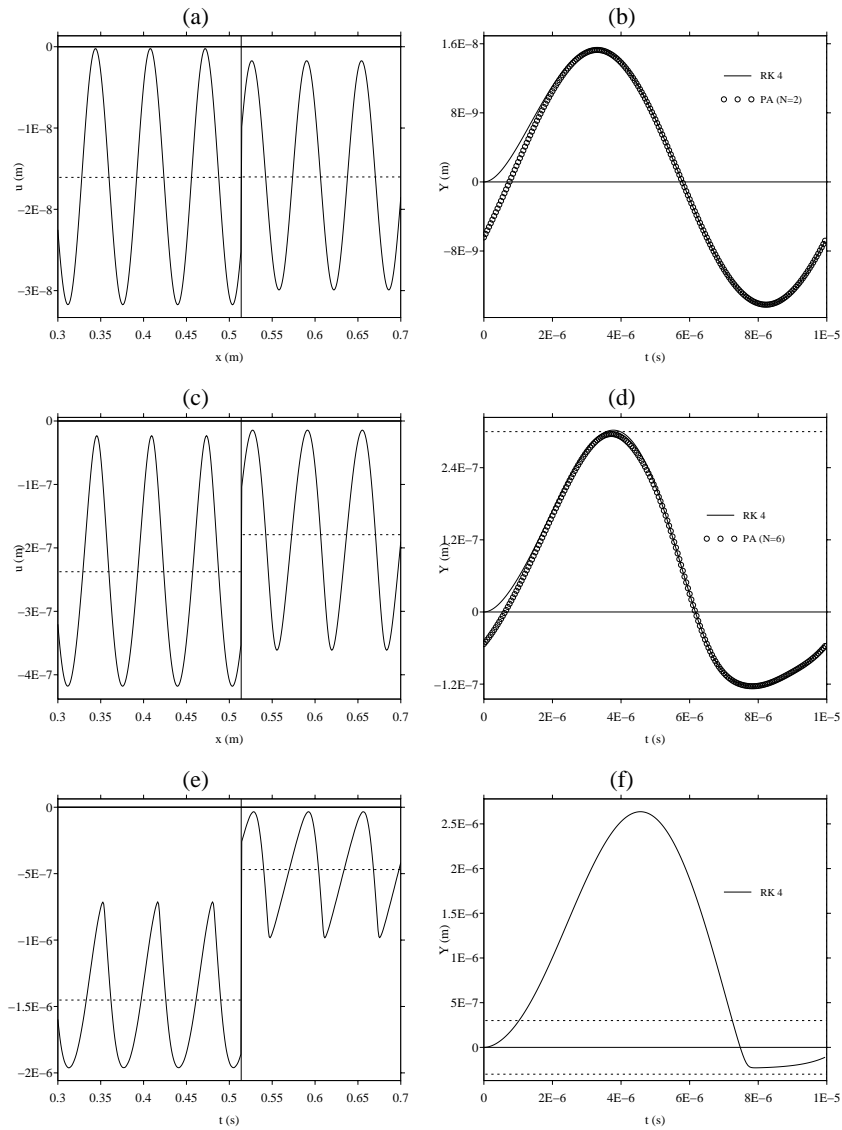 (a)
0
−1E−8
u (m)
−2E−8
−3E−8
0.3 0.35 0.4 0.45 0.5 0.55 0.6 0.65 0.7
x (m)
(b)
1.6E−8
8E−9
Y (m)
0
−8E−9
RK 4
PA (N=2)
0 2E−6 4E−6 6E−6 8E−6 1E−5
t (s)
(c)
0
−1E−7
u (m)
−2E−7
−3E−7
−4E−7
0.3 0.35 0.4 0.45 0.5 0.55 0.6 0.65 0.7
x (m)
(d)
2.4E−7
1.2E−7
Y (m)
0
−1.2E−7
RK 4
PA (N=6)
0 2E−6 4E−6 6E−6 8E−6 1E−5
t (s)
(e)
0
−5E−7
u (m)
−1E−6
−1.5E−6
−2E−6
0.3 0.35 0.4 0.45 0.5 0.55 0.6 0.65 0.7
t (s)
(f)
2.5E−6
1.5E−6
Y (m)
1E−6
5E−7
0
RK 4
0 2E−6 4E−6 6E−6 8E−6 1E−5
t (s)